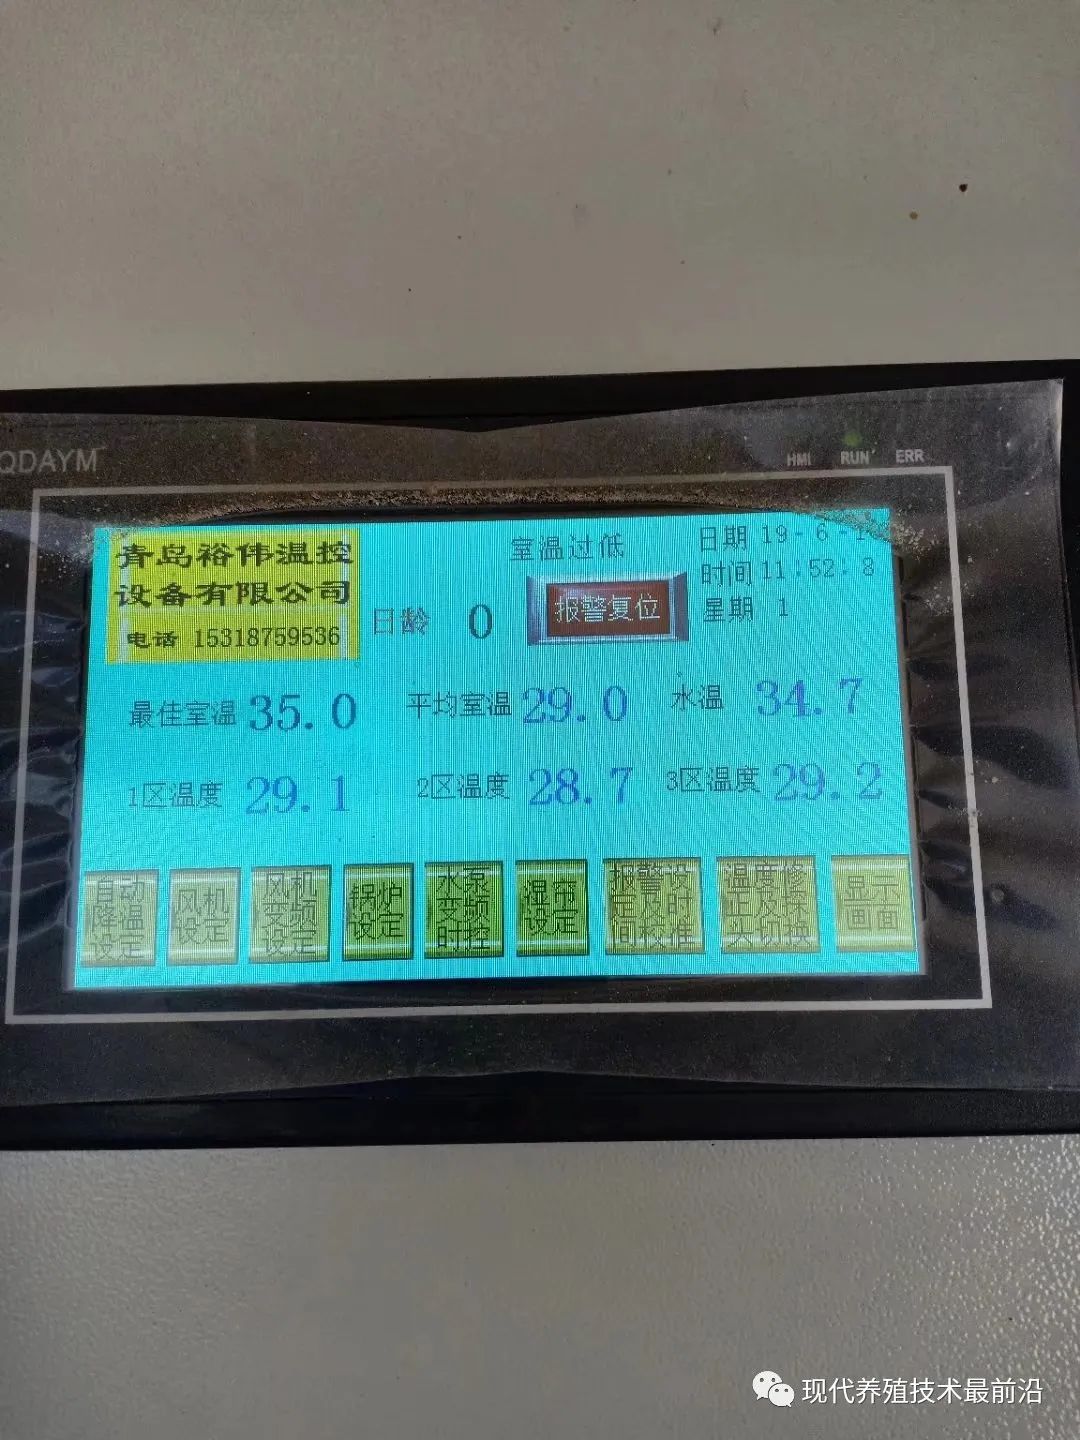 QDAYM
HMI RUN ERR
青岛裕伟温控
设备有限公司
电话 15318759536
日龄 0
室温过低
报警复位
日期 19-6-1
时间 11:52:8
星期 1
最佳室温 35.0
平均室温 29.0
水温 34.7
1区温度 29.1
2区温度 28.7
3区温度 29.2
自动
降温
设定
风机
设定
风机
变频
设定
锅炉
设定
水泵
变频
时控
湿帘
设定
报警设
定及时
间校准
温度修
正及探
头切换
显示
画面
现代养殖技术最前沿